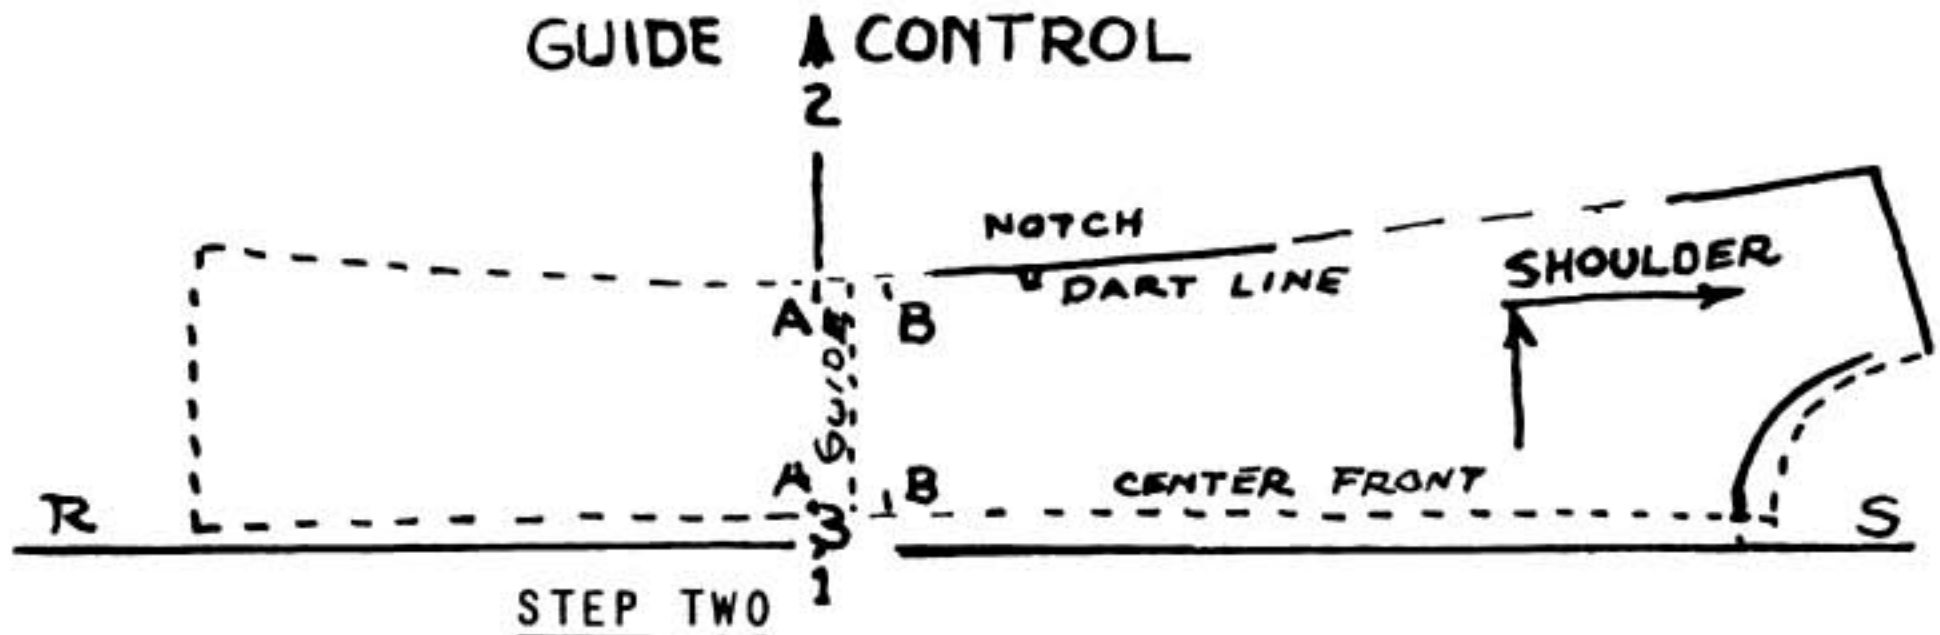 GUIDE CONTROL
2
NOTCH
SHOULDER
DART LINE
A B
GUIDE
A B
CENTER FRONT
R 3 S
1
STEP TWO